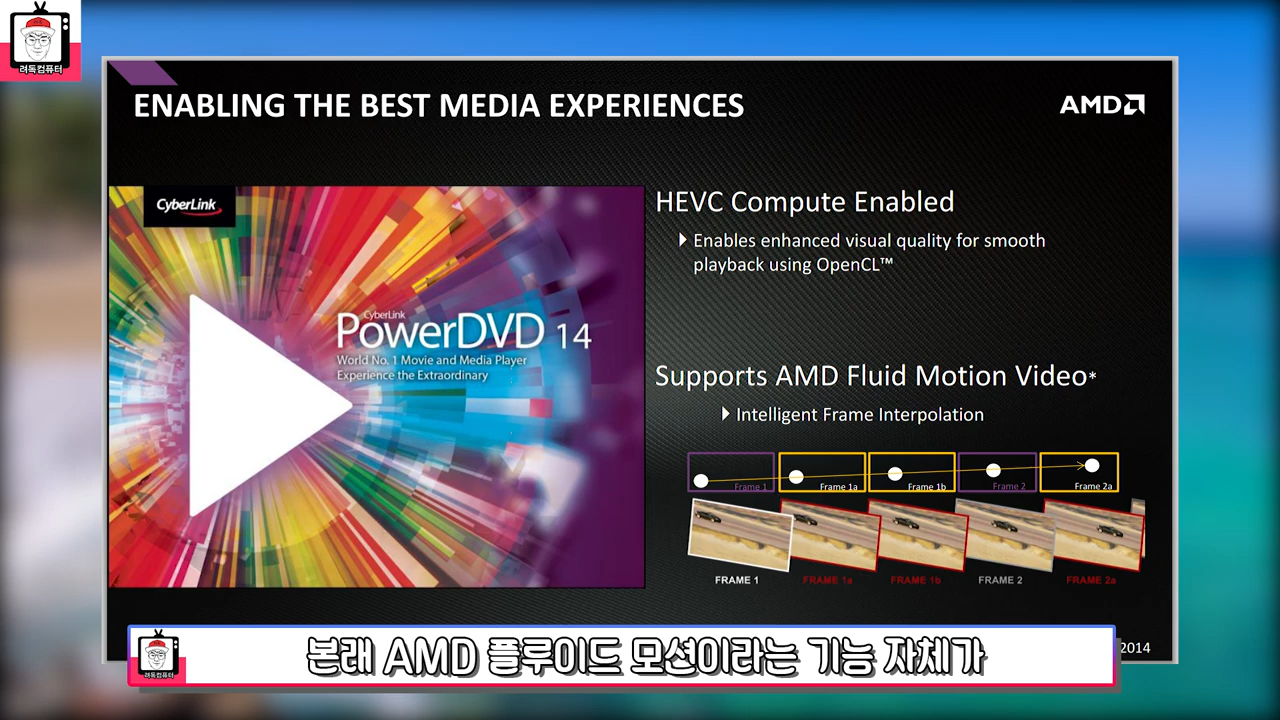 려독컴퓨터
ENABLING THE BEST MEDIA EXPERIENCES
AMD
CyberLink
CyberLink
PowerDVD 14
World No. 1 Movie and Media Player
Experience the Extraordinary
HEVC Compute Enabled
Enables enhanced visual quality for smooth
playback using OpenCL™
Supports AMD Fluid Motion Video*
Intelligent Frame Interpolation
Frame 1 Frame 1a Frame 1b Frame 2 Frame 2a
FRAME 1 FRAME 1a FRAME 1b FRAME 2 FRAME 2a
2014
려독컴퓨터
본래 AMD 플루이드 모션이라는 기능 자체가